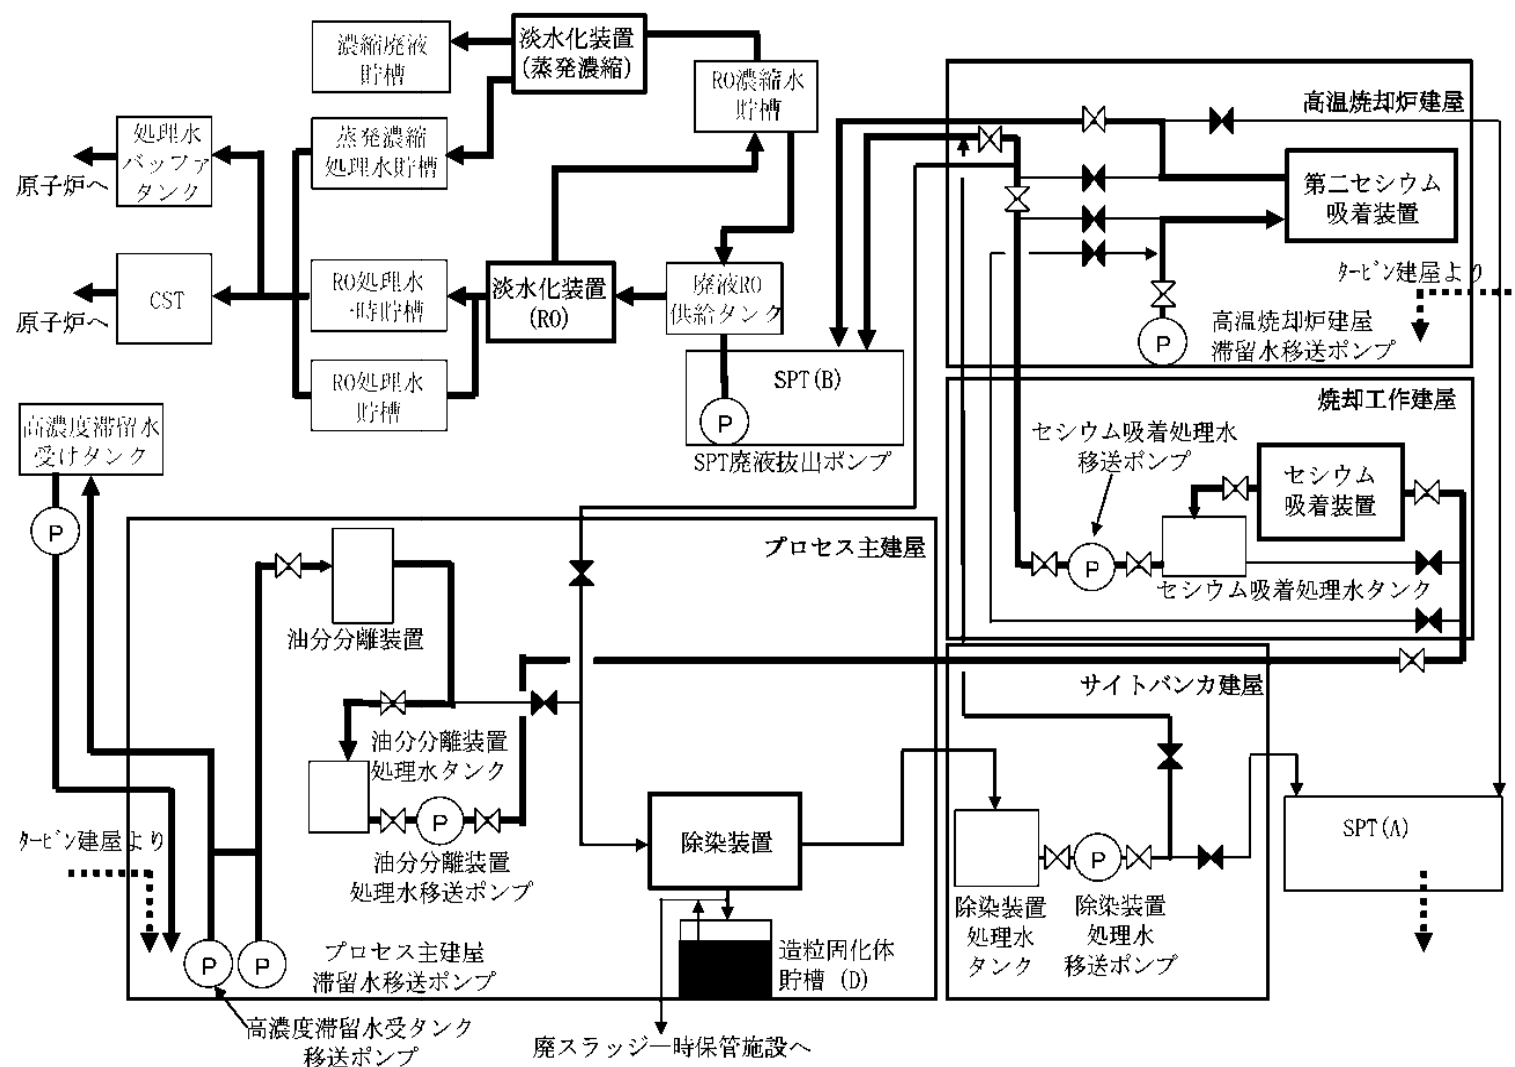 濃縮廃液
貯槽
淡水化装置
(蒸発濃縮)
RO濃縮水
貯槽
処理水
バッファ
タンク
原子炉へ
蒸発濃縮
処理水貯槽
CST
原子炉へ
RO処理水
一時貯槽
淡水化装置
(RO)
廃液RO
供給タンク
RO処理水
貯槽
SPT(B)
P
SPT廃液抜出ポンプ
高温焼却炉建屋
第二セシウム
吸着装置
ﾀｰﾋﾞﾝ建屋より
高温焼却炉建屋
滞留水移送ポンプ
P
焼却工作建屋
セシウム吸着処理水
移送ポンプ
セシウム
吸着装置
P
セシウム吸着処理水タンク
高濃度滞留水
受けタンク
P
プロセス主建屋
油分分離装置
油分分離装置
処理水タンク
P
油分分離装置
処理水移送ポンプ
ﾀｰﾋﾞﾝ建屋より
除染装置
造粒固化体
貯槽 (D)
P
P
プロセス主建屋
滞留水移送ポンプ
高濃度滞留水受タンク
移送ポンプ
廃スラッジ一時保管施設へ
サイトバンカ建屋
P
除染装置
処理水
タンク
除染装置
処理水
移送ポンプ
SPT(A)